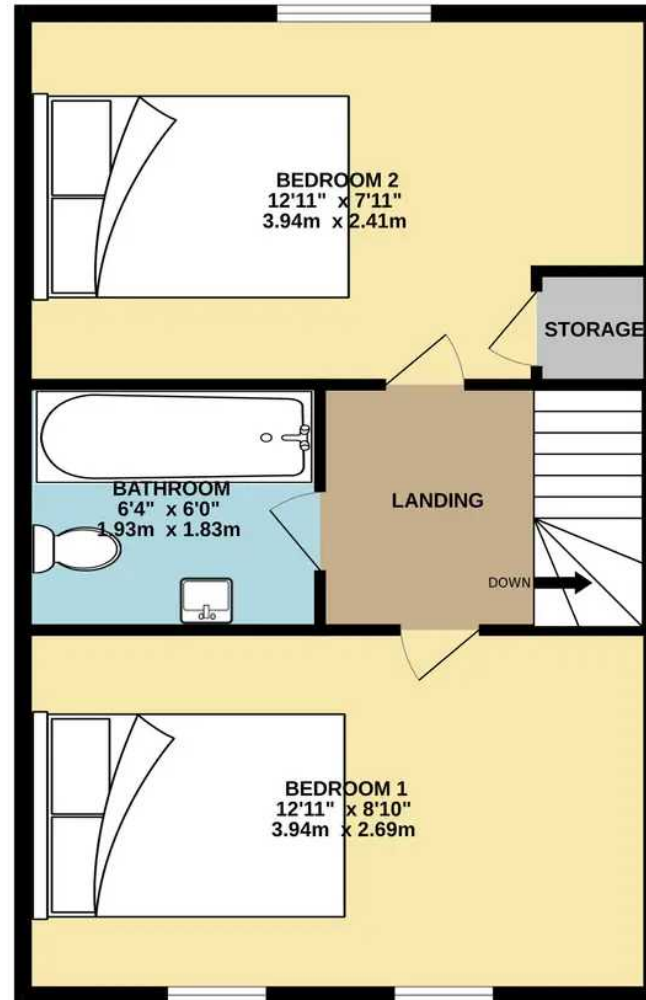 BEDROOM 2
12'11" x 7'11"
3.94m x 2.41m
STORAGE
BATHROOM
6'4" x 6'0"
1.93m x 1.83m
LANDING
DOWN
BEDROOM 1
12'11" x 8'10"
3.94m x 2.69m